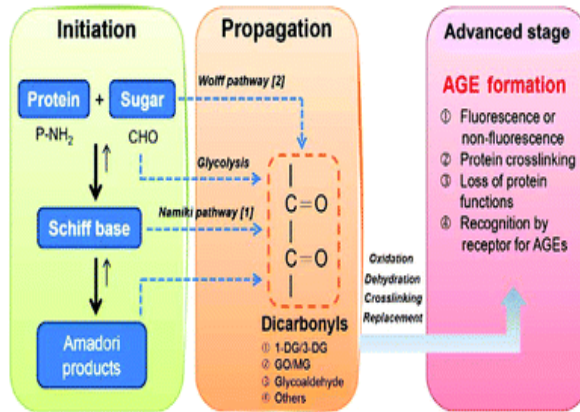 Initiation
Protein + Sugar
P-NH₂ CHO
Schiff base
Amadori
products
Propagation
Wolff pathway [2]
Glycolysis
Namiki pathway [1]
C=O
C=O
Dicarbonyls
① 1-DG/3-DG
② GO/MG
③ Glycoaldehyde
④ Others
Oxidation
Dehydration
Crosslinking
Replacement
Advanced stage
AGE formation
① Fluorescence or
non-fluorescence
② Protein crosslinking
③ Loss of protein
functions
④ Recognition by
receptor for AGEs